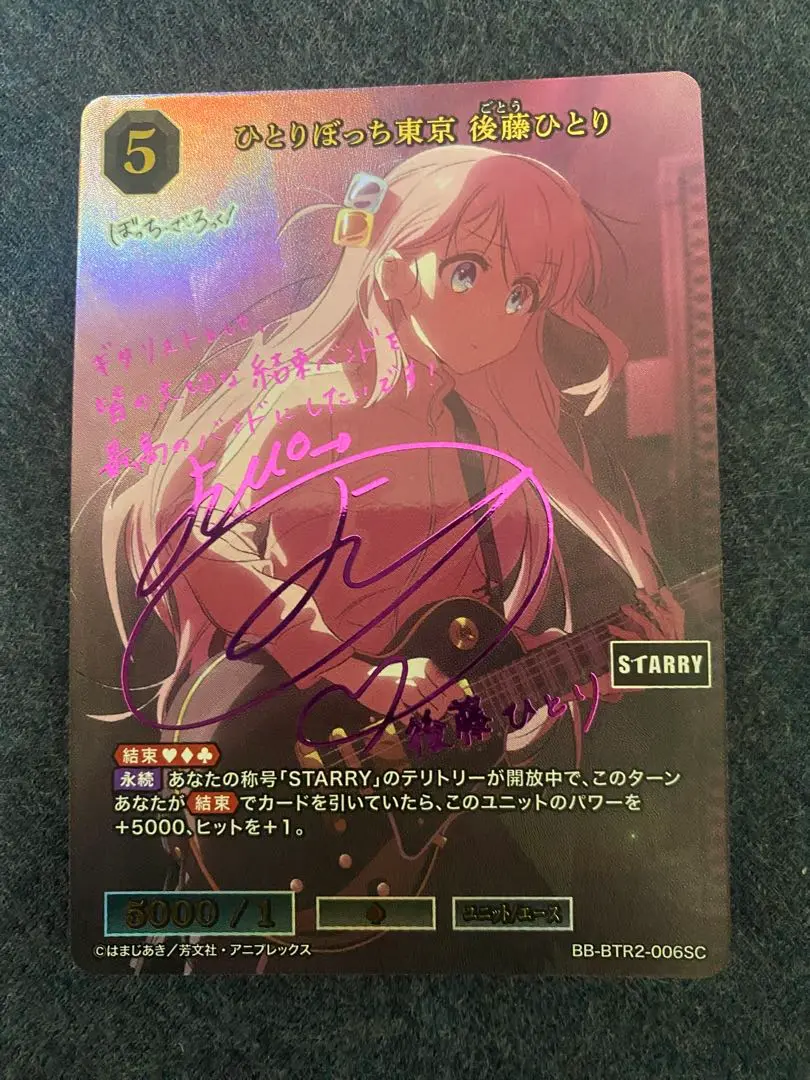 5
ひとりぼっち東京 後藤ひとり
ごとう
ぼっち・ざ・ろっく!
ギタリストとして、
皆の大切な結束バンドを
最高のバンドにしたいです!
後藤ひとり
STARRY
結束♥♦♣
永続 あなたの称号「STARRY」のテリトリーが開放中で、このターン
あなたが 結束 でカードを引いていたら、このユニットのパワーを
+5000、ヒットを+1。
5000 / 1
♠
ユニット/エース
©はまじあき/芳文社・アニプレックス
BB-BTR2-006SC